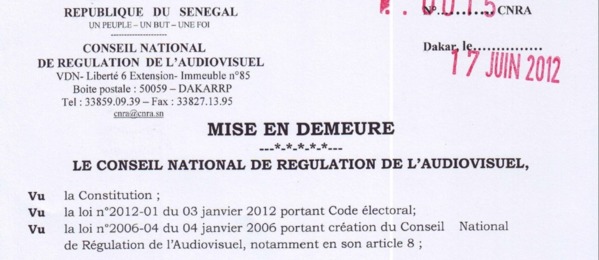 REPUBLIQUE DU SENEGAL
UN PEUPLE – UN BUT – UNE FOI
CONSEIL NATIONAL
DE REGULATION DE L'AUDIOVISUEL
VDN- Liberté 6 Extension- Immeuble n°85
Boite postale : 50059 – DAKARRP
Tel : 33859.09.39 – Fax : 33827.13.95
cnra@cnra.sn
N°.............CNRA
Dakar, le...............
17 JUIN 2012
MISE EN DEMEURE
---*-*-*-*-*---
LE CONSEIL NATIONAL DE REGULATION DE L'AUDIOVISUEL,
Vu la Constitution ;
Vu la loi n°2012-01 du 03 janvier 2012 portant Code électoral;
Vu la loi n°2006-04 du 04 janvier 2006 portant création du Conseil National
de Régulation de l'Audiovisuel, notamment en son article 8 ;